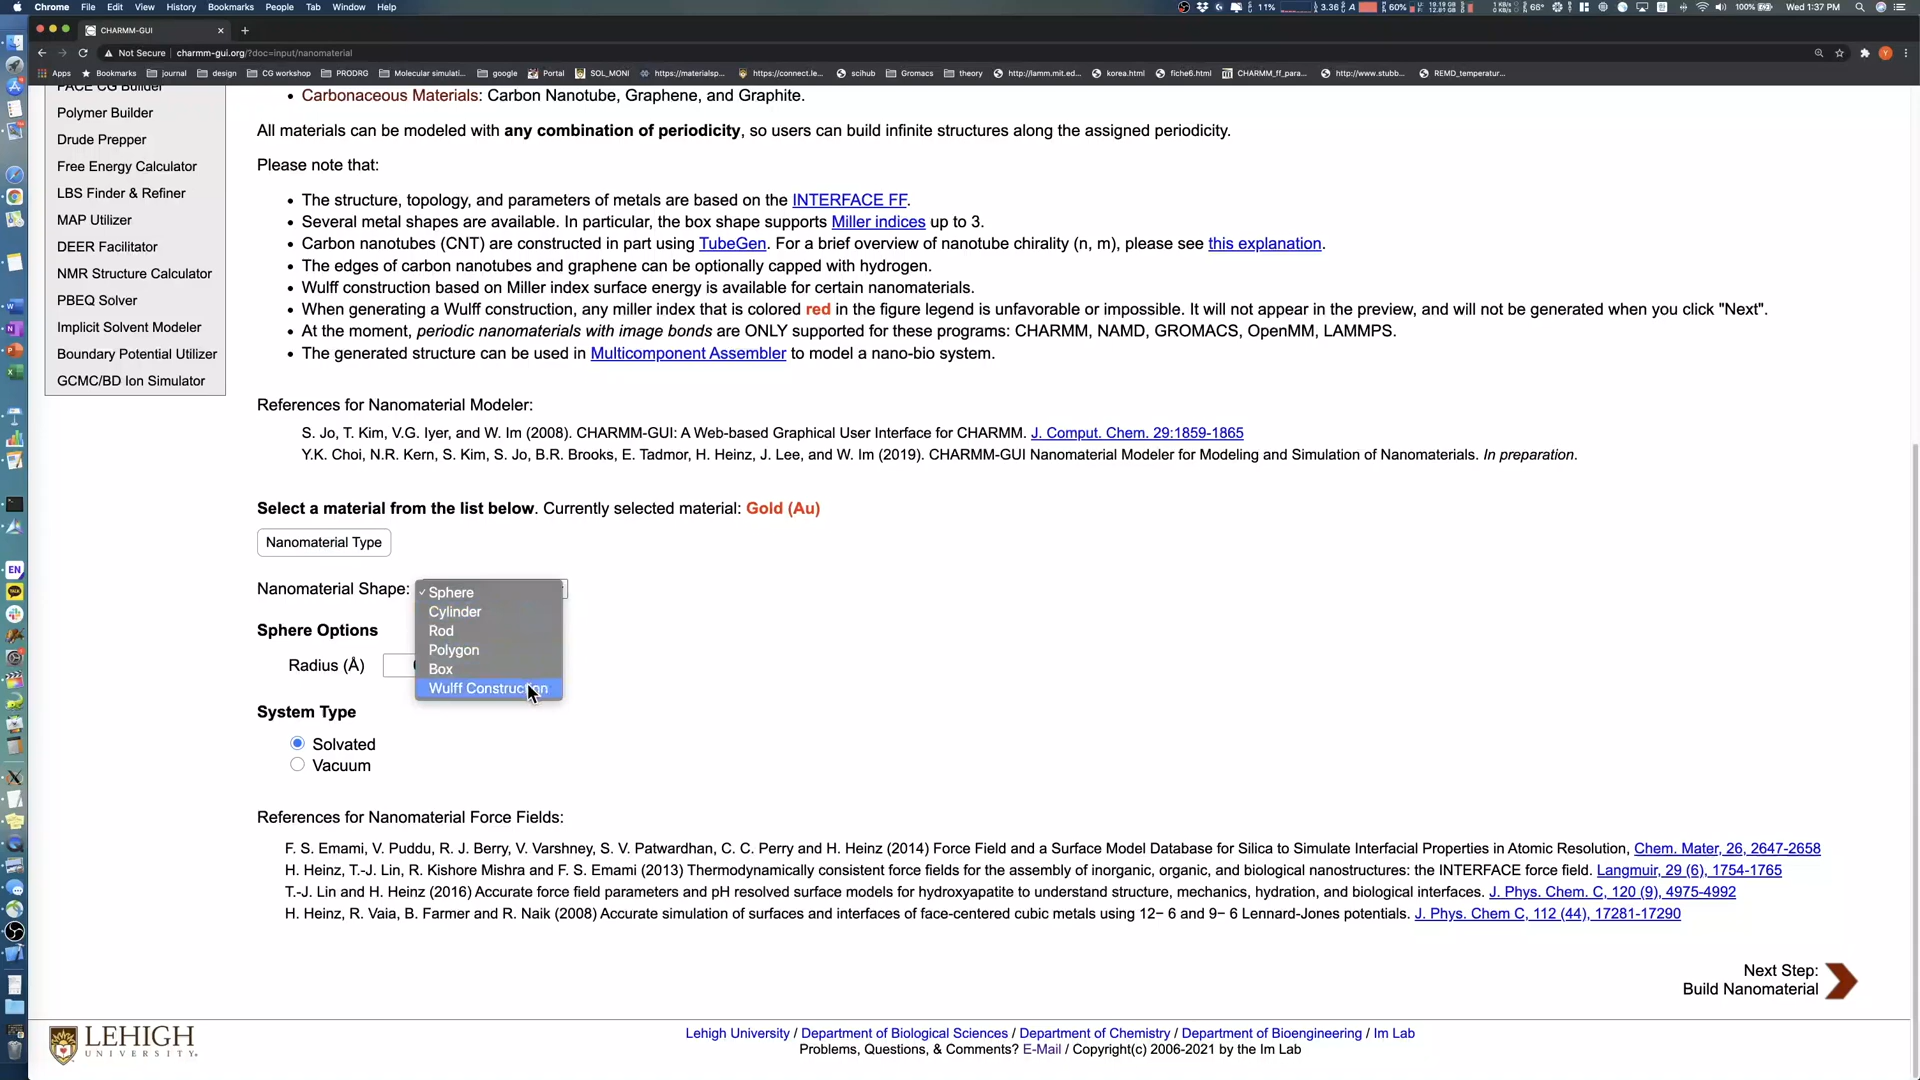 Chrome File Edit View History Bookmarks People Tab Window Help
11% 3.36 A 60% 66° 100% Wed 1:37 PM
CHARMM-GUI
Not Secure | charmm-gui.org/?doc=input/nanomaterial
Apps Bookmarks journal design CG workshop PRODRG Molecular simulati... google Portal SOL_MONI https://materialsp... https://connect.le... scihub Gromacs theory http://lamm.mit.ed... korea.html fiche6.html CHARMM_ff_para... http://www.stubb... REMD_temperatur...
PACE CG Builder
Polymer Builder
Drude Prepper
Free Energy Calculator
LBS Finder & Refiner
MAP Utilizer
DEER Facilitator
NMR Structure Calculator
PBEQ Solver
Implicit Solvent Modeler
Boundary Potential Utilizer
GCMC/BD Ion Simulator
• Carbonaceous Materials: Carbon Nanotube, Graphene, and Graphite.
All materials can be modeled with any combination of periodicity, so users can build infinite structures along the assigned periodicity.
Please note that:
• The structure, topology, and parameters of metals are based on the INTERFACE FF.
• Several metal shapes are available. In particular, the box shape supports Miller indices up to 3.
• Carbon nanotubes (CNT) are constructed in part using TubeGen. For a brief overview of nanotube chirality (n, m), please see this explanation.
• The edges of carbon nanotubes and graphene can be optionally capped with hydrogen.
• Wulff construction based on Miller index surface energy is available for certain nanomaterials.
• When generating a Wulff construction, any miller index that is colored red in the figure legend is unfavorable or impossible. It will not appear in the preview, and will not be generated when you click "Next".
• At the moment, periodic nanomaterials with image bonds are ONLY supported for these programs: CHARMM, NAMD, GROMACS, OpenMM, LAMMPS.
• The generated structure can be used in Multicomponent Assembler to model a nano-bio system.
References for Nanomaterial Modeler:
S. Jo, T. Kim, V.G. Iyer, and W. Im (2008). CHARMM-GUI: A Web-based Graphical User Interface for CHARMM. J. Comput. Chem. 29:1859-1865
Y.K. Choi, N.R. Kern, S. Kim, S. Jo, B.R. Brooks, E. Tadmor, H. Heinz, J. Lee, and W. Im (2019). CHARMM-GUI Nanomaterial Modeler for Modeling and Simulation of Nanomaterials. In preparation.
Select a material from the list below. Currently selected material: Gold (Au)
Nanomaterial Type
Nanomaterial Shape:
✓ Sphere
Cylinder
Rod
Polygon
Box
Wulff Construction
Sphere Options
Radius (Å)
System Type
Solvated
Vacuum
References for Nanomaterial Force Fields:
F. S. Emami, V. Puddu, R. J. Berry, V. Varshney, S. V. Patwardhan, C. C. Perry and H. Heinz (2014) Force Field and a Surface Model Database for Silica to Simulate Interfacial Properties in Atomic Resolution, Chem. Mater, 26, 2647-2658
H. Heinz, T.-J. Lin, R. Kishore Mishra and F. S. Emami (2013) Thermodynamically consistent force fields for the assembly of inorganic, organic, and biological nanostructures: the INTERFACE force field. Langmuir, 29 (6), 1754-1765
T.-J. Lin and H. Heinz (2016) Accurate force field parameters and pH resolved surface models for hydroxyapatite to understand structure, mechanics, hydration, and biological interfaces. J. Phys. Chem. C, 120 (9), 4975-4992
H. Heinz, R. Vaia, B. Farmer and R. Naik (2008) Accurate simulation of surfaces and interfaces of face-centered cubic metals using 12− 6 and 9− 6 Lennard-Jones potentials. J. Phys. Chem C, 112 (44), 17281-17290
Next Step:
Build Nanomaterial
LEHIGH
UNIVERSITY
Lehigh University / Department of Biological Sciences / Department of Chemistry / Department of Bioengineering / Im Lab
Problems, Questions, & Comments? E-Mail / Copyright(c) 2006-2021 by the Im Lab